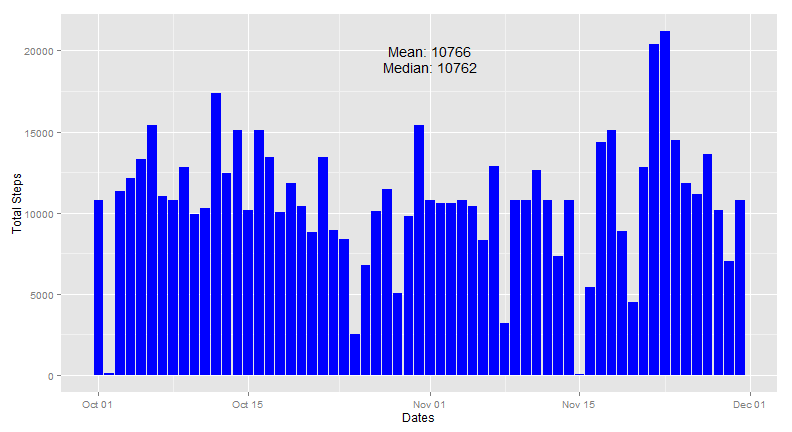 Mean: 10766
Median: 10762
Total Steps
20000
15000
10000
5000
0
Oct 01
Oct 15
Nov 01
Nov 15
Dec 01
Dates